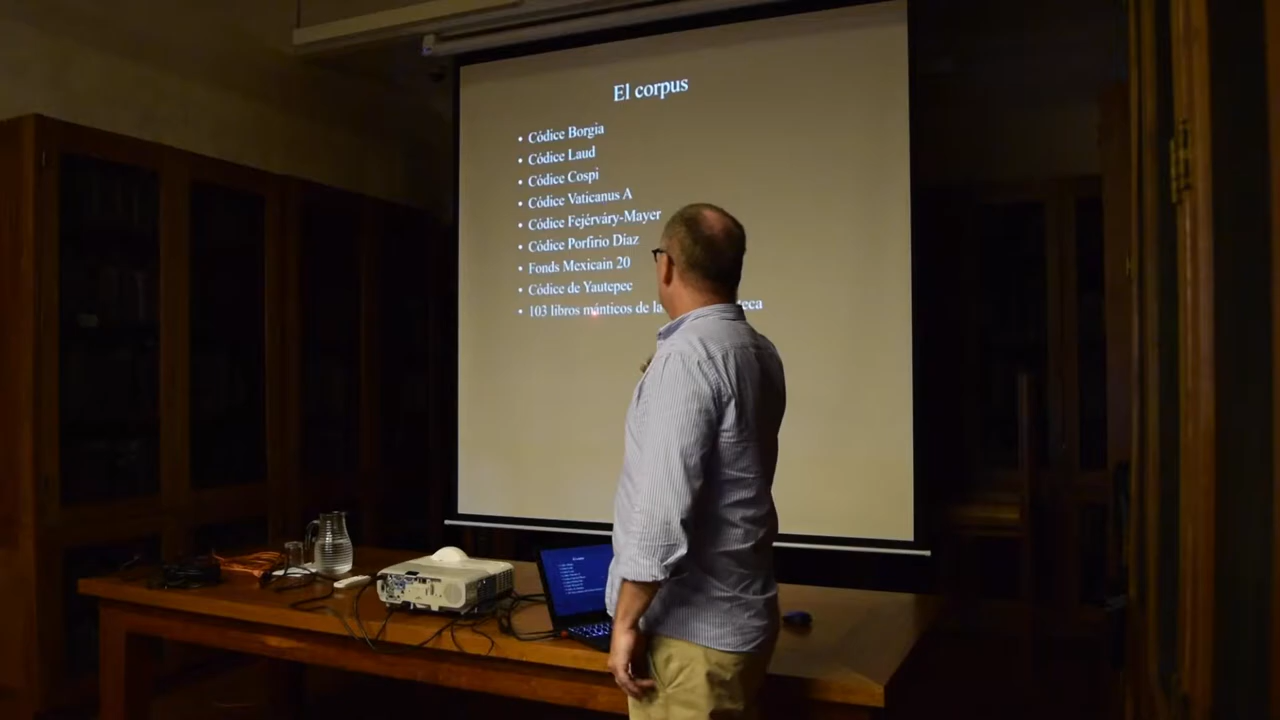 El corpus
• Códice Borgia
• Códice Laud
• Códice Cospi
• Códice Vaticanus A
• Códice Fejérváry-Mayer
• Códice Porfirio Díaz
• Fonds Mexicain 20
• Códice de Yautepec
• 103 libros mánticos de la